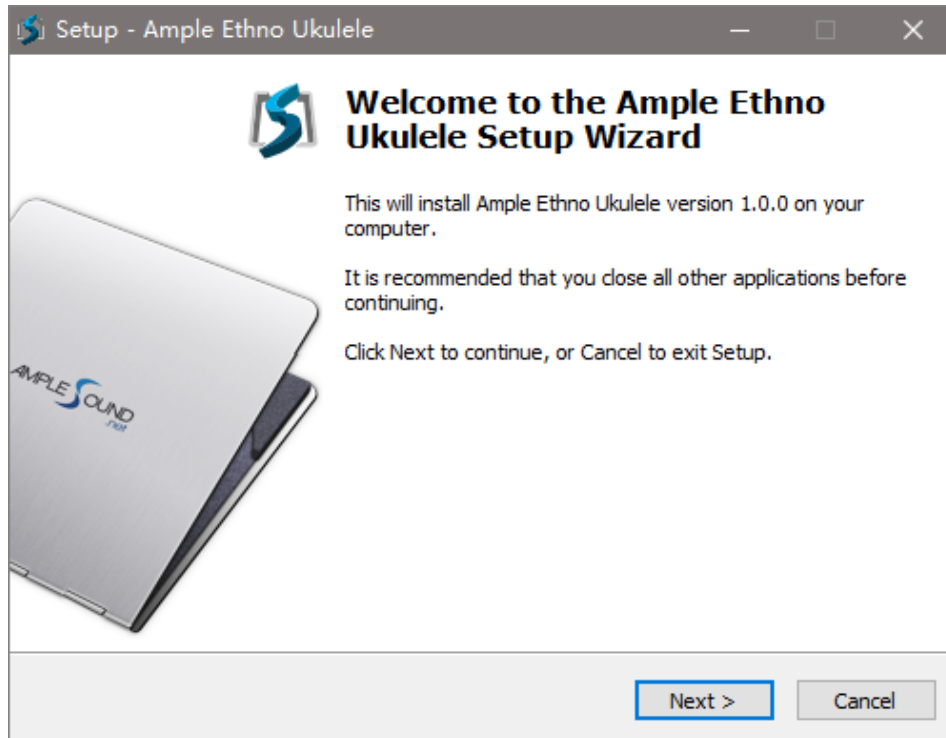 Setup - Ample Ethno Ukulele
Welcome to the Ample Ethno
Ukulele Setup Wizard
This will install Ample Ethno Ukulele version 1.0.0 on your
computer.
It is recommended that you close all other applications before
continuing.
Click Next to continue, or Cancel to exit Setup.
AMPLE SOUND
.net
Next >
Cancel